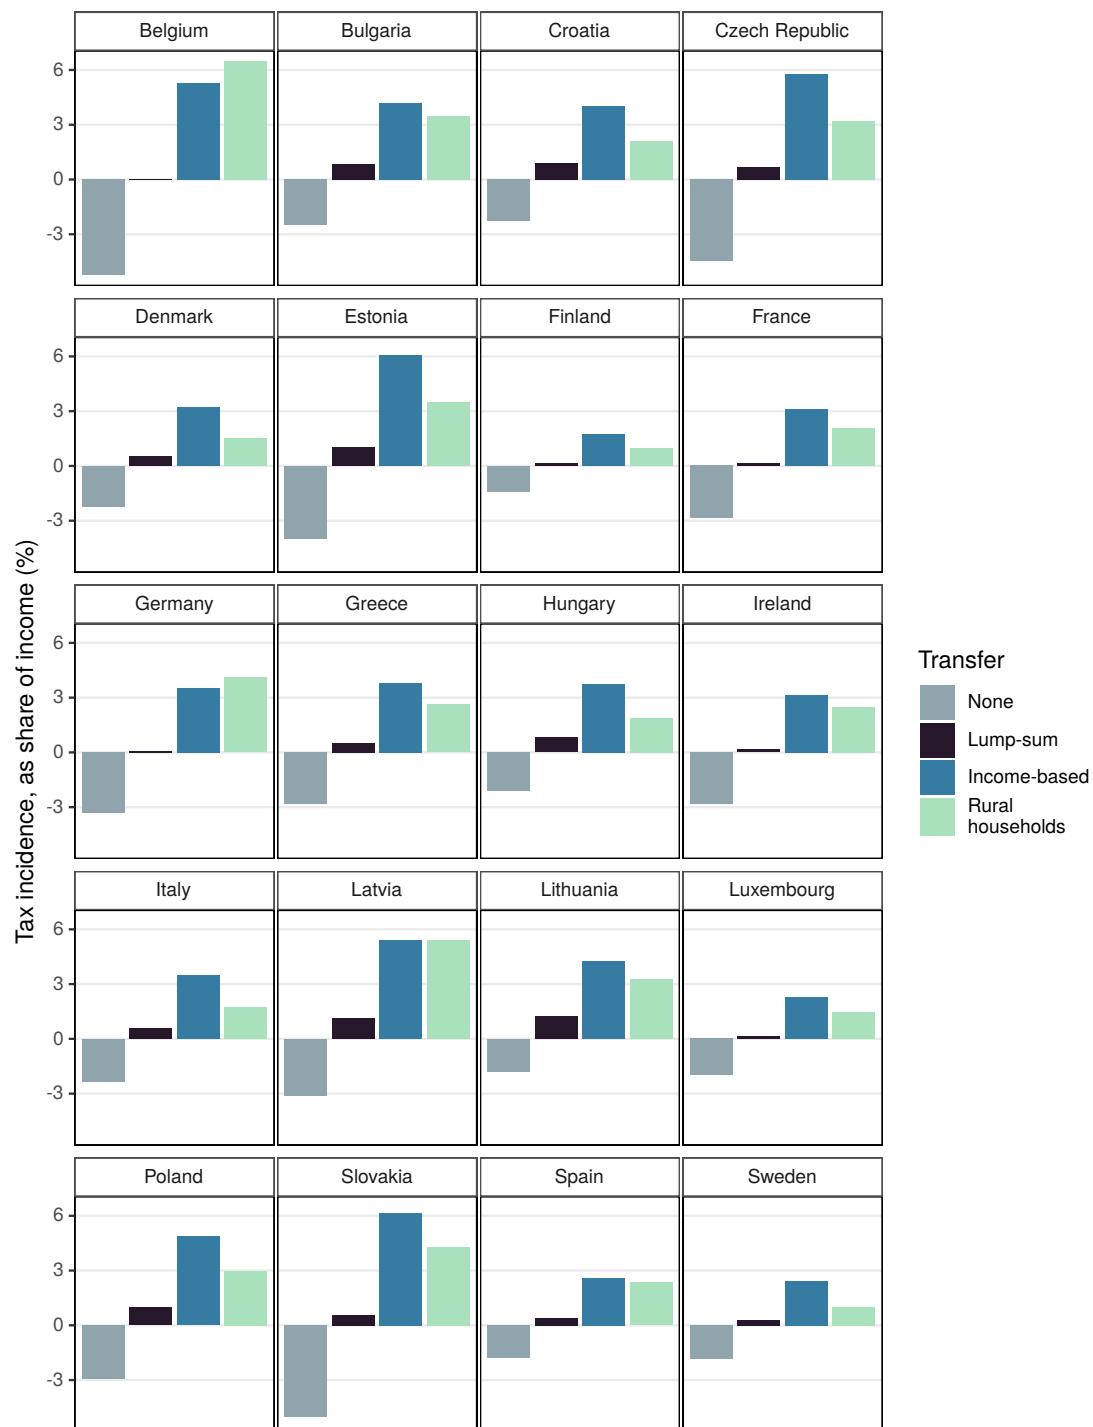 Belgium
Bulgaria
Croatia
Czech Republic
6
3
0
-3
Denmark
Estonia
Finland
France
6
3
0
-3
Germany
Greece
Hungary
Ireland
6
3
0
-3
Italy
Latvia
Lithuania
Luxembourg
6
3
0
-3
Poland
Slovakia
Spain
Sweden
6
3
0
-3
Tax incidence, as share of income (%)
Transfer
None
Lump-sum
Income-based
Rural
households